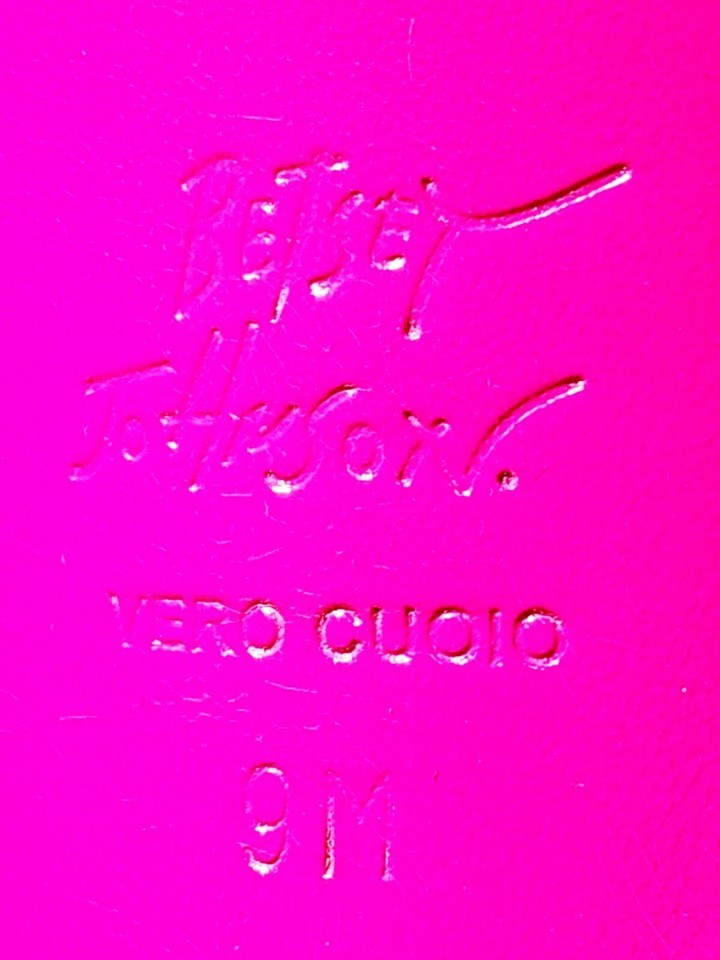 BETSEY
JOHNSON.
VERO CUOIO
9M